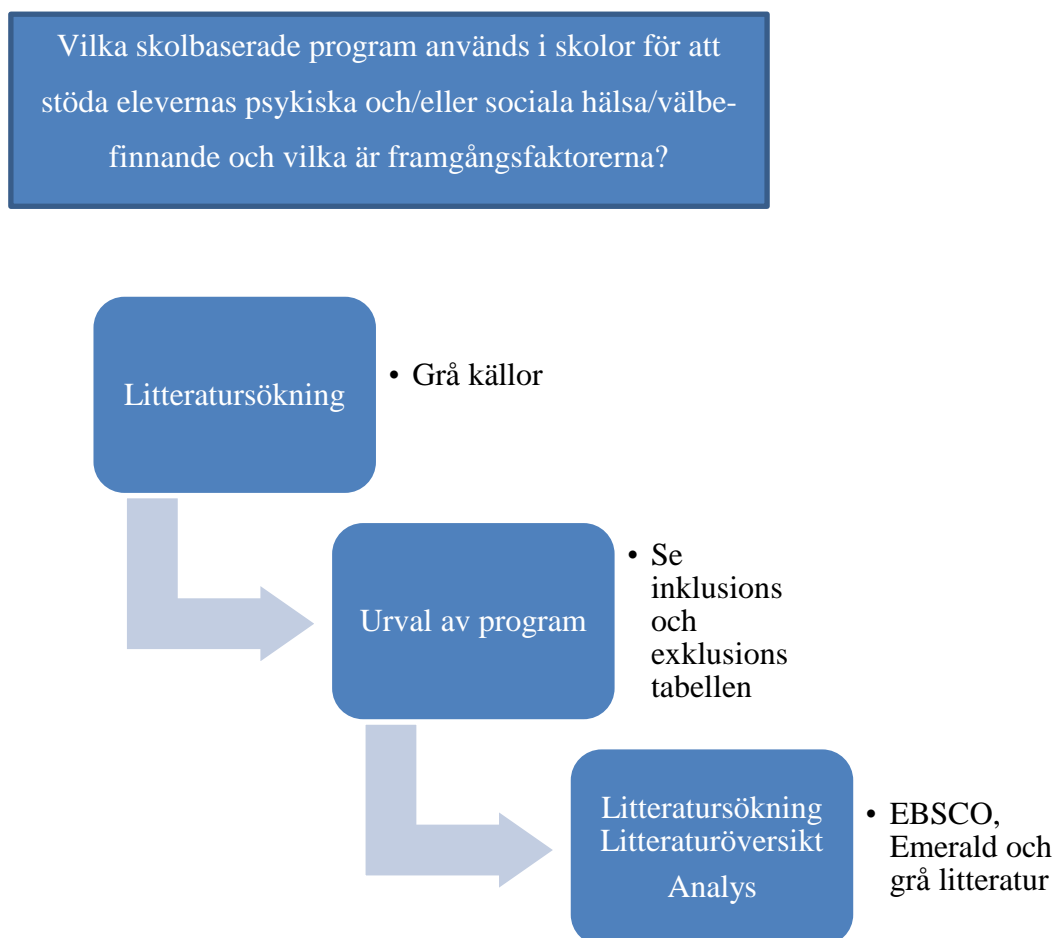 Vilka skolbaserade program används i skolor för att
stöda elevernas psykiska och/eller sociala hälsa/välbe-
finnande och vilka är framgångsfaktorerna?
Litteratursökning
• Grå källor
Urval av program
• Se
inklusions
och
exklusions
tabellen
Litteratursökning
Litteraturöversikt
Analys
• EBSCO,
Emerald och
grå litteratur